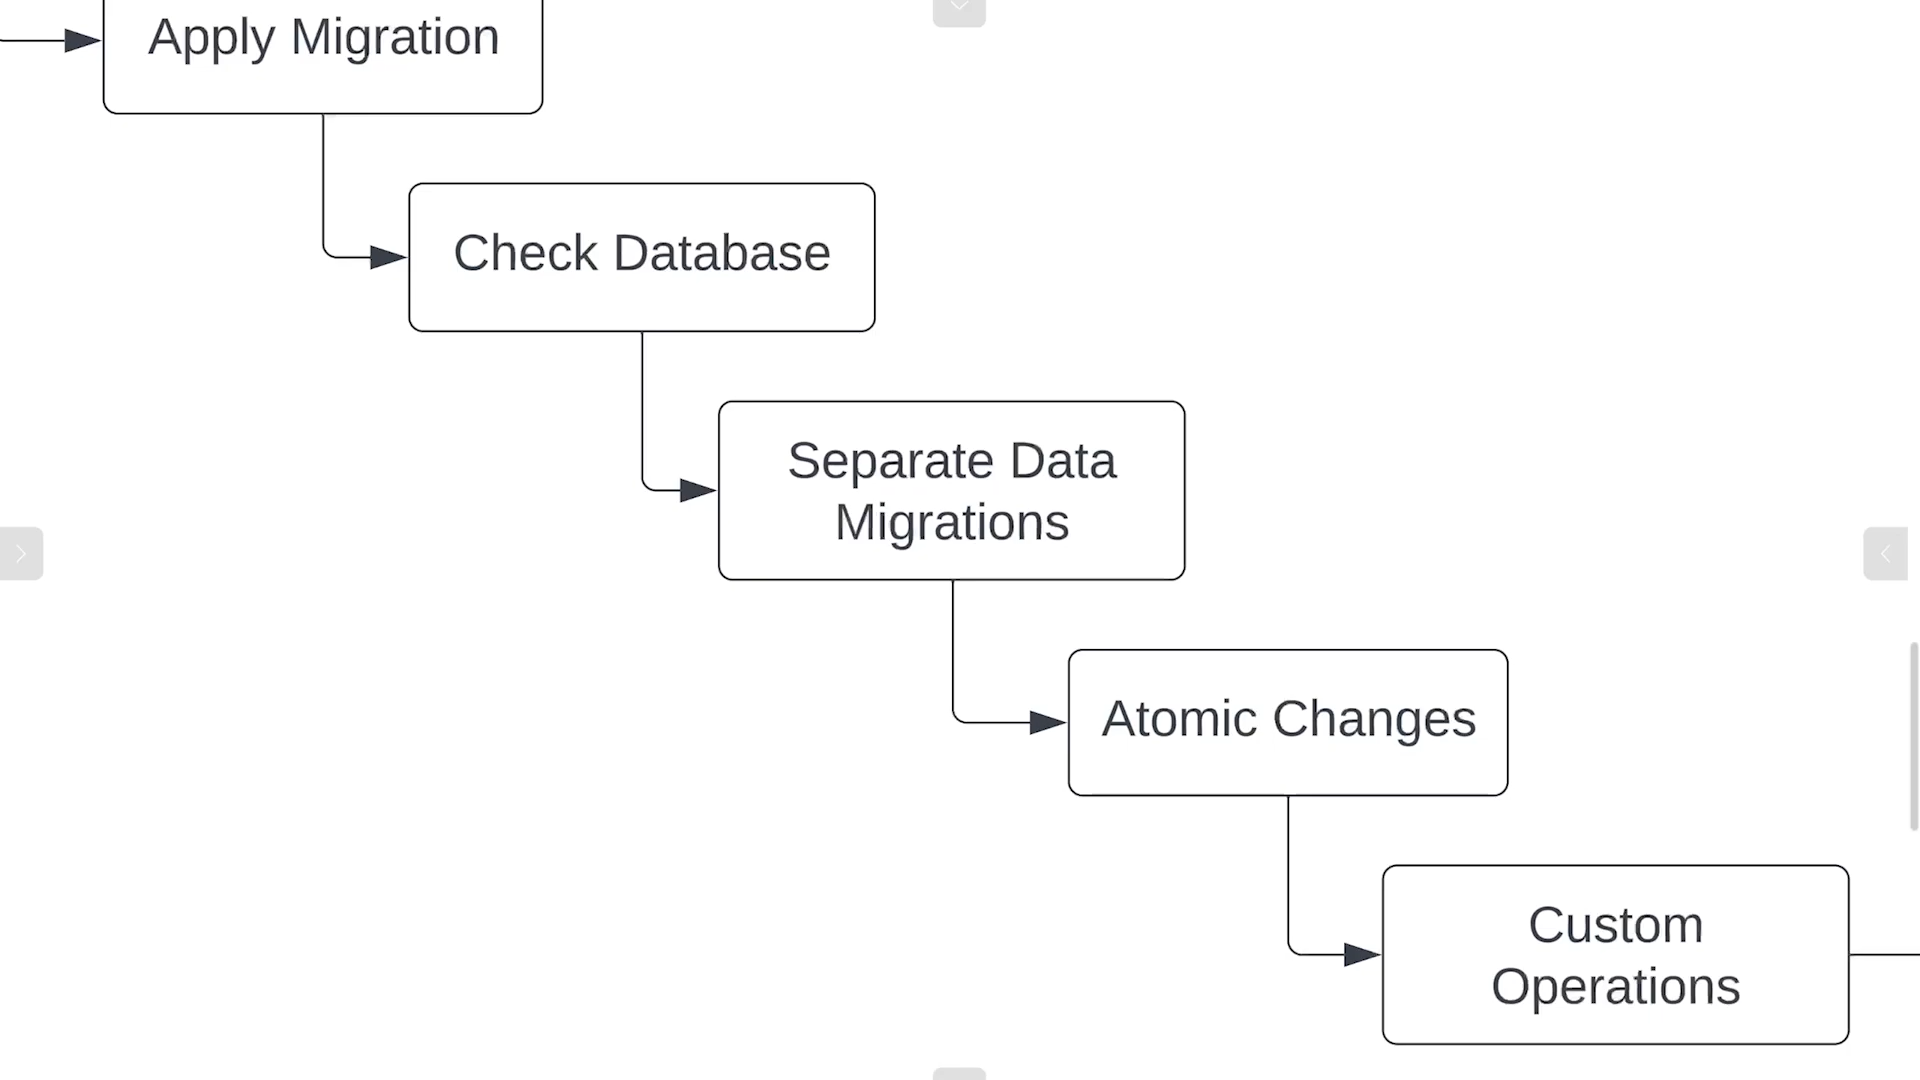 Apply Migration
Check Database
Separate Data
Migrations
Atomic Changes
Custom
Operations